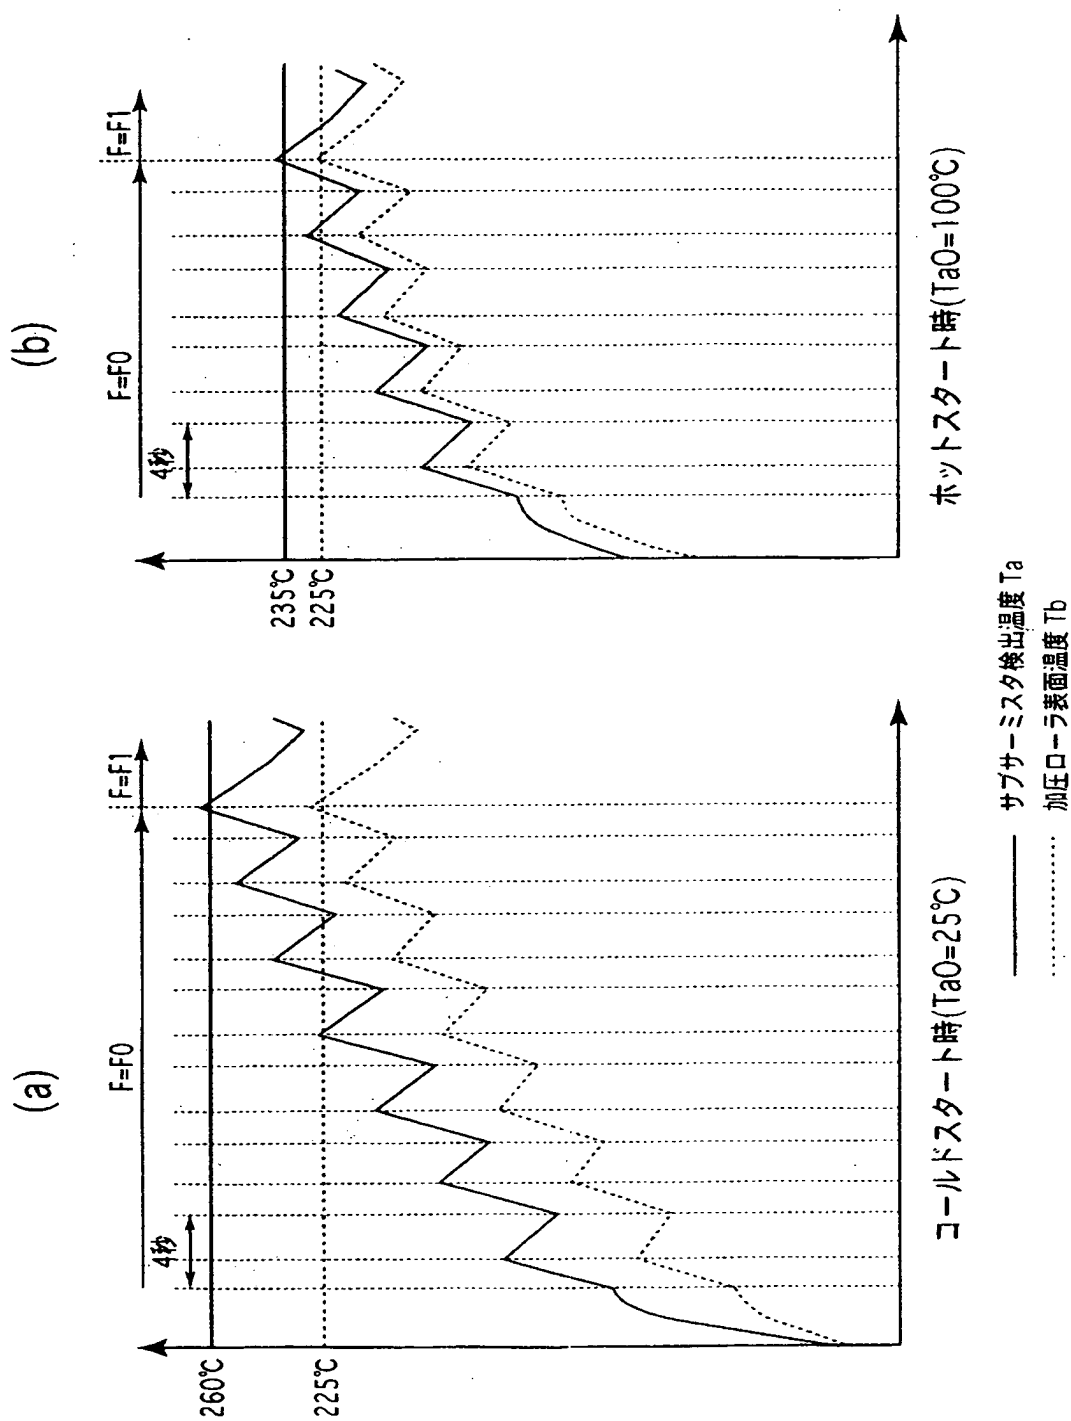 (a)
F=F0
F=F1
4秒
260℃
225℃
コールドスタート時(Ta0=25℃)
(b)
F=F0
F=F1
4秒
235℃
225℃
ホットスタート時(Ta0=100℃)
サブサーミスタ検出温度 Ta
加圧ローラ表面温度 Tb